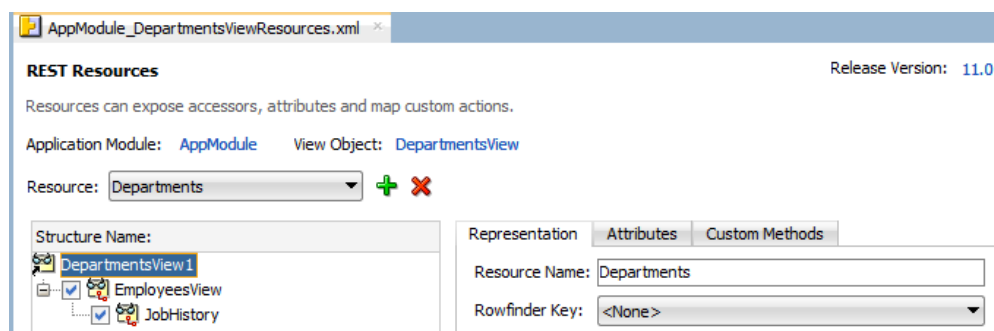 AppModule_DepartmentsViewResources.xml
REST Resources Release Version: 11.0
Resources can expose accessors, attributes and map custom actions.
Application Module: AppModule View Object: DepartmentsView
Resource: Departments
Structure Name: Representation Attributes Custom Methods
DepartmentsView1 Resource Name: Departments
EmployeesView
JobHistory Rowfinder Key: <None>